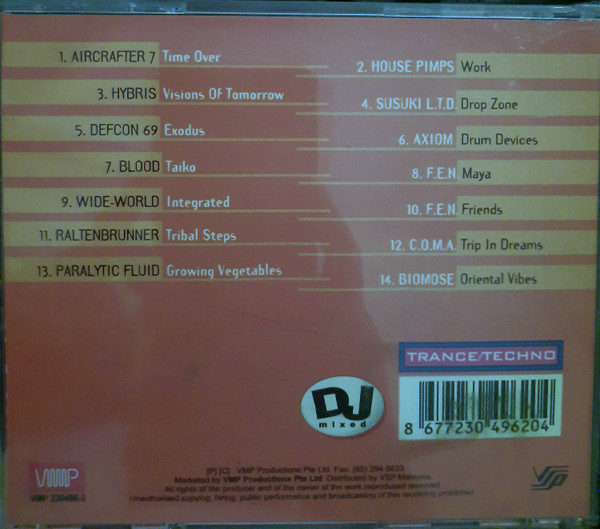 1. AIRCRAFTER 7 Time Over
2. HOUSE PIMPS Work
3. HYBRIS Visions Of Tomorrow
4. SUSUKI L.T.D. Drop Zone
5. DEFCON 69 Exodus
6. AXIOM Drum Devices
7. BLOOD Taiko
8. F.E.N. Maya
9. WIDE-WORLD Integrated
10. F.E.N. Friends
11. RALTENBRUNNER Tribal Steps
12. C.O.M.A. Trip In Dreams
13. PARALYTIC FLUID Growing Vegetables
14. BIOMOSE Oriental Vibes
TRANCE/TECHNO
DJ
mixed
8 677230 496204
VMP
VMP 230496-2
[P] [C] VMP Productions Pte Ltd. Fax. (65) 294 5833
Marketed by VMP Productions Pte Ltd. Distributed by VSP Malaysia.
All rights of the producer and of the owner of the work reproduced reserved.
Unauthorised copying, hiring, public performance and broadcasting of this recording prohibited.
VSP